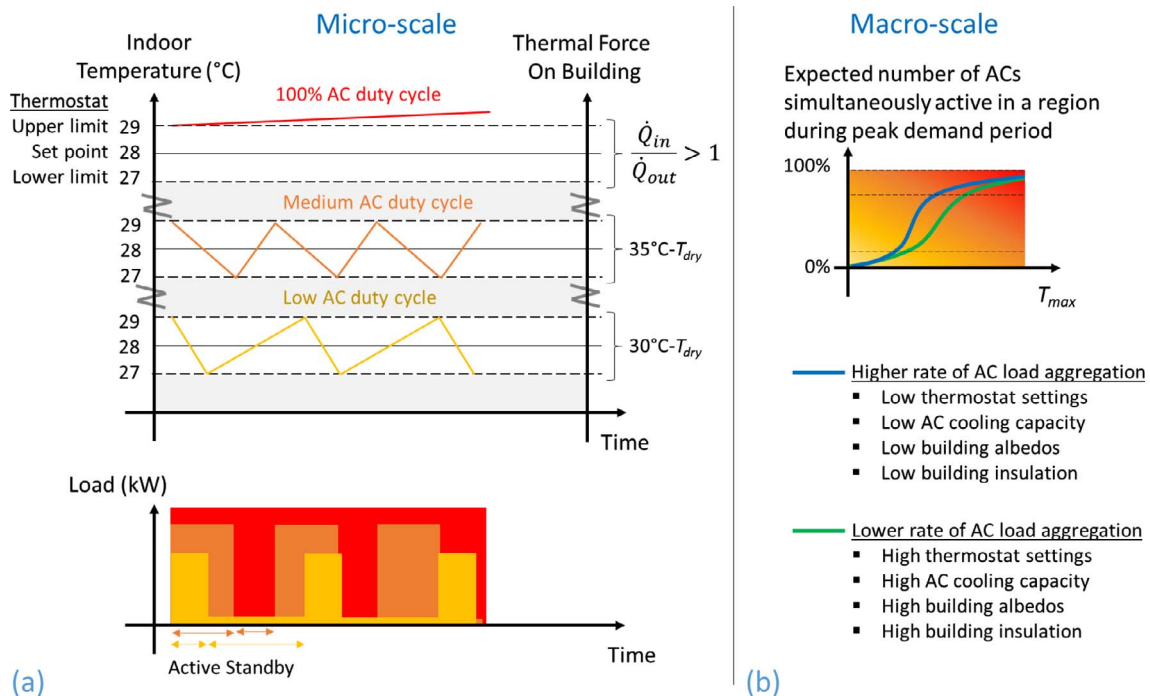 Micro-scale
Indoor
Temperature (°C)
Thermal Force
On Building
Thermostat
100% AC duty cycle
Upper limit 29
Set point 28
Lower limit 27
Q̇in / Q̇out > 1
Medium AC duty cycle
29
28
27
35°C-Tdry
Low AC duty cycle
29
28
27
30°C-Tdry
Time
Load (kW)
Active Standby
Time
(a)
Macro-scale
Expected number of ACs
simultaneously active in a region
during peak demand period
100%
0%
Tmax
Higher rate of AC load aggregation
▪ Low thermostat settings
▪ Low AC cooling capacity
▪ Low building albedos
▪ Low building insulation
Lower rate of AC load aggregation
▪ High thermostat settings
▪ High AC cooling capacity
▪ High building albedos
▪ High building insulation
(b)